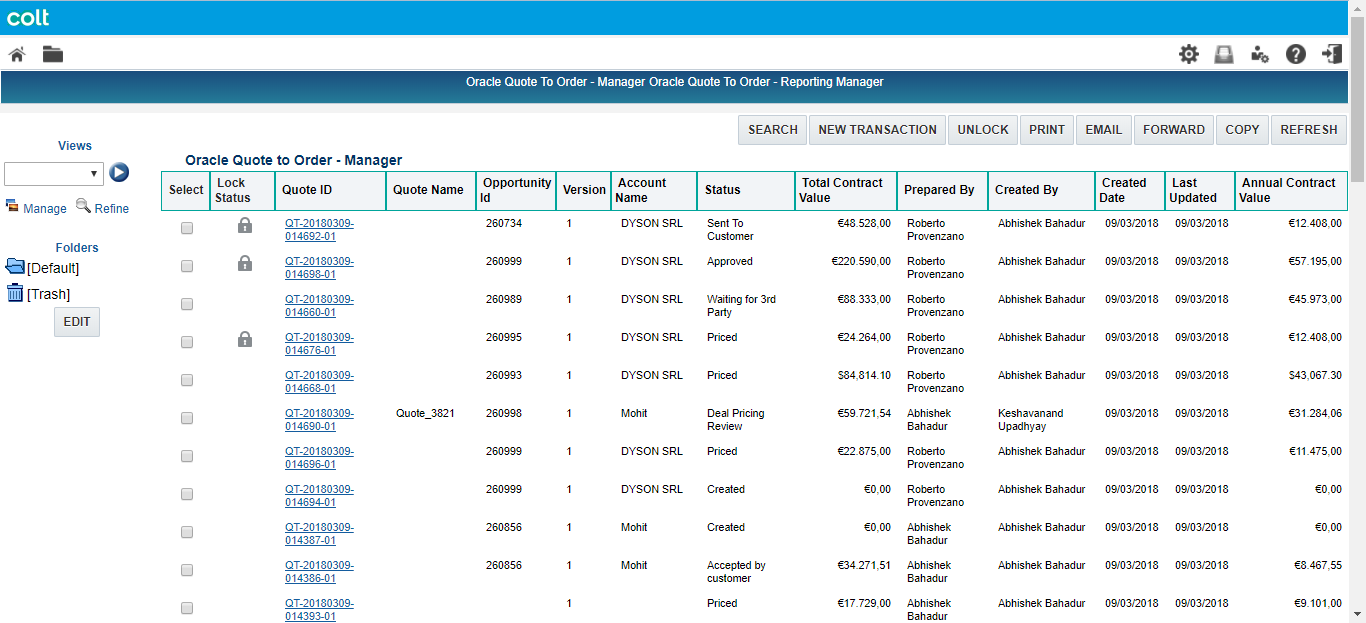 colt
Oracle Quote To Order - Manager Oracle Quote To Order - Reporting Manager
SEARCH NEW TRANSACTION UNLOCK PRINT EMAIL FORWARD COPY REFRESH
Views
Manage Refine
Folders
[Default]
[Trash]
EDIT
Oracle Quote to Order - Manager
Select Lock Status Quote ID Quote Name Opportunity Id Version Account Name Status Total Contract Value Prepared By Created By Created Date Last Updated Annual Contract Value
QT-20180309- 260734 1 DYSON SRL Sent To €48.528,00 Roberto Abhishek Bahadur 09/03/2018 09/03/2018 €12.408,00
014692-01 Customer Provenzano
QT-20180309- 260999 1 DYSON SRL Approved €220.590,00 Roberto Abhishek Bahadur 09/03/2018 09/03/2018 €57.195,00
014698-01 Provenzano
QT-20180309- 260989 1 DYSON SRL Waiting for 3rd €88.333,00 Roberto Abhishek Bahadur 09/03/2018 09/03/2018 €45.973,00
014660-01 Party Provenzano
QT-20180309- 260995 1 DYSON SRL Priced €24.264,00 Roberto Abhishek Bahadur 09/03/2018 09/03/2018 €12.408,00
014676-01 Provenzano
QT-20180309- 260993 1 DYSON SRL Priced $84,814.10 Roberto Abhishek Bahadur 09/03/2018 09/03/2018 $43,067.30
014668-01 Provenzano
QT-20180309- Quote_3821 260998 1 Mohit Deal Pricing €59.721,54 Abhishek Keshavanand 09/03/2018 09/03/2018 €31.284,06
014690-01 Review Bahadur Upadhyay
QT-20180309- 260999 1 DYSON SRL Priced €22.875,00 Roberto Abhishek Bahadur 09/03/2018 09/03/2018 €11.475,00
014696-01 Provenzano
QT-20180309- 260999 1 DYSON SRL Created €0,00 Roberto Abhishek Bahadur 09/03/2018 09/03/2018 €0,00
014694-01 Provenzano
QT-20180309- 260856 1 Mohit Created €0,00 Abhishek Abhishek Bahadur 09/03/2018 09/03/2018 €0,00
014387-01 Bahadur
QT-20180309- 260856 1 Mohit Accepted by €34.271,51 Abhishek Abhishek Bahadur 09/03/2018 09/03/2018 €8.467,55
014386-01 customer Bahadur
QT-20180309- 1 Priced €17.729,00 Abhishek Abhishek Bahadur 09/03/2018 09/03/2018 €9.101,00
014393-01 Bahadur